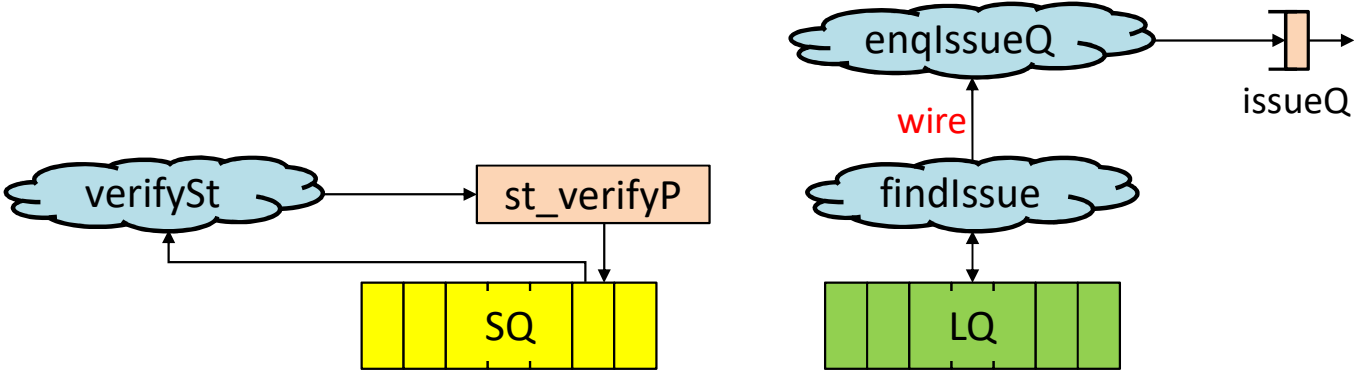 enqIssueQ
issueQ
wire
verifySt
st_verifyP
findIssue
SQ
LQ